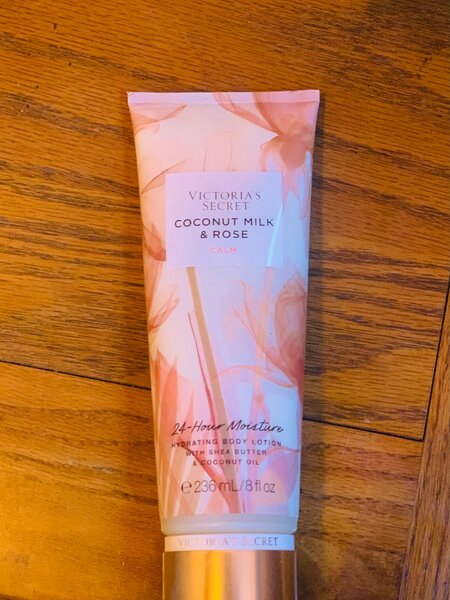 VICTORIA'S
SECRET
COCONUT MILK
& ROSE
CALM
24-Hour Moisture
HYDRATING BODY LOTION
WITH SHEA BUTTER
& COCONUT OIL
℮ 236 mL/8 fl oz
VICTORIA'S SECRET